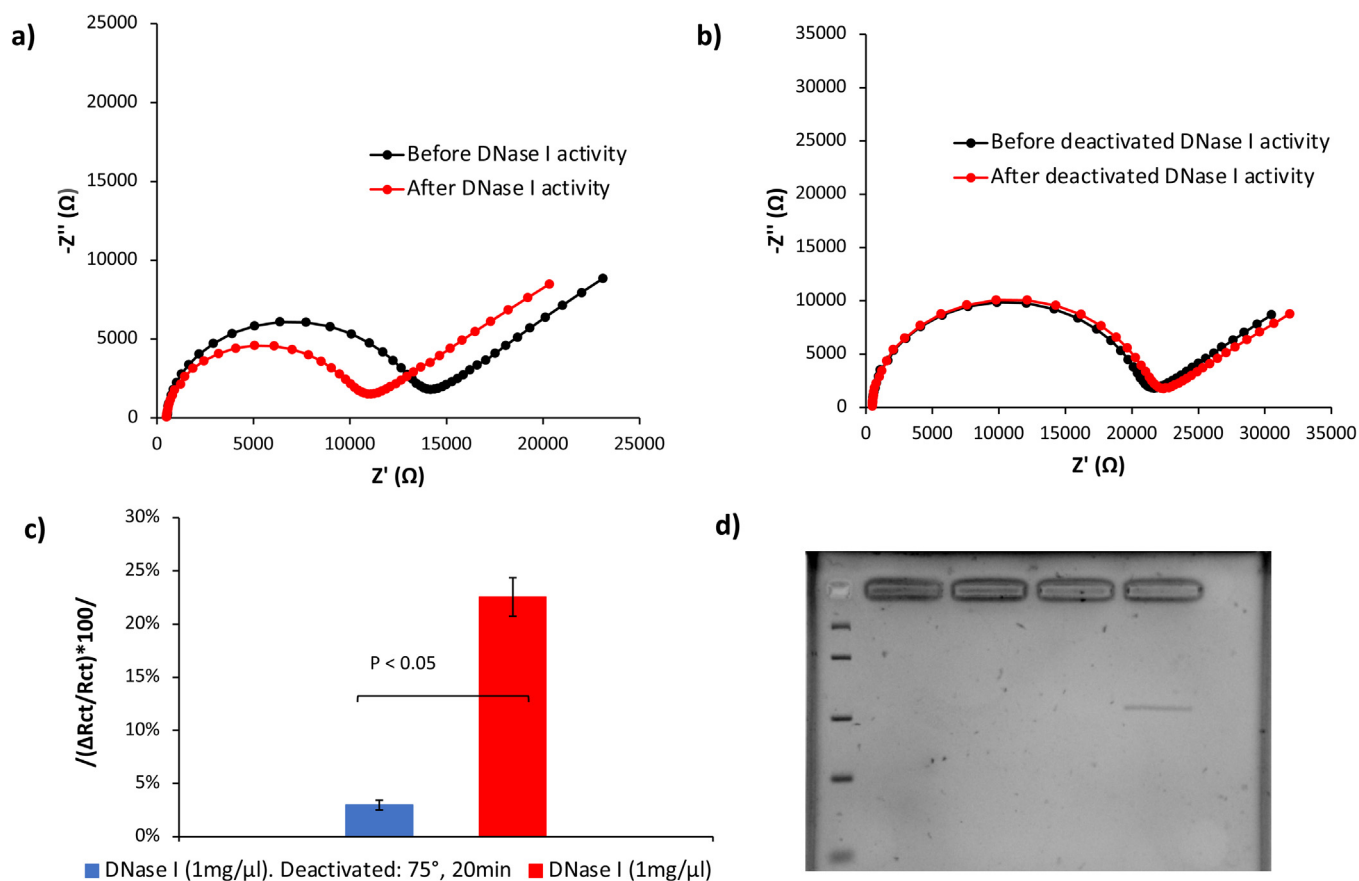 a)
25000
20000
15000
10000
5000
0
-Z'' (Ω)
Before DNase I activity
After DNase I activity
0 5000 10000 15000 20000 25000
Z' (Ω)
b)
35000
30000
25000
20000
15000
10000
5000
0
-Z'' (Ω)
Before deactivated DNase I activity
After deactivated DNase I activity
0 5000 10000 15000 20000 25000 30000 35000
Z' (Ω)
c)
30%
25%
20%
15%
10%
5%
0%
/(ΔRct/Rct)*100/
P < 0.05
DNase I (1mg/µl). Deactivated: 75°, 20min DNase I (1mg/µl)
d)